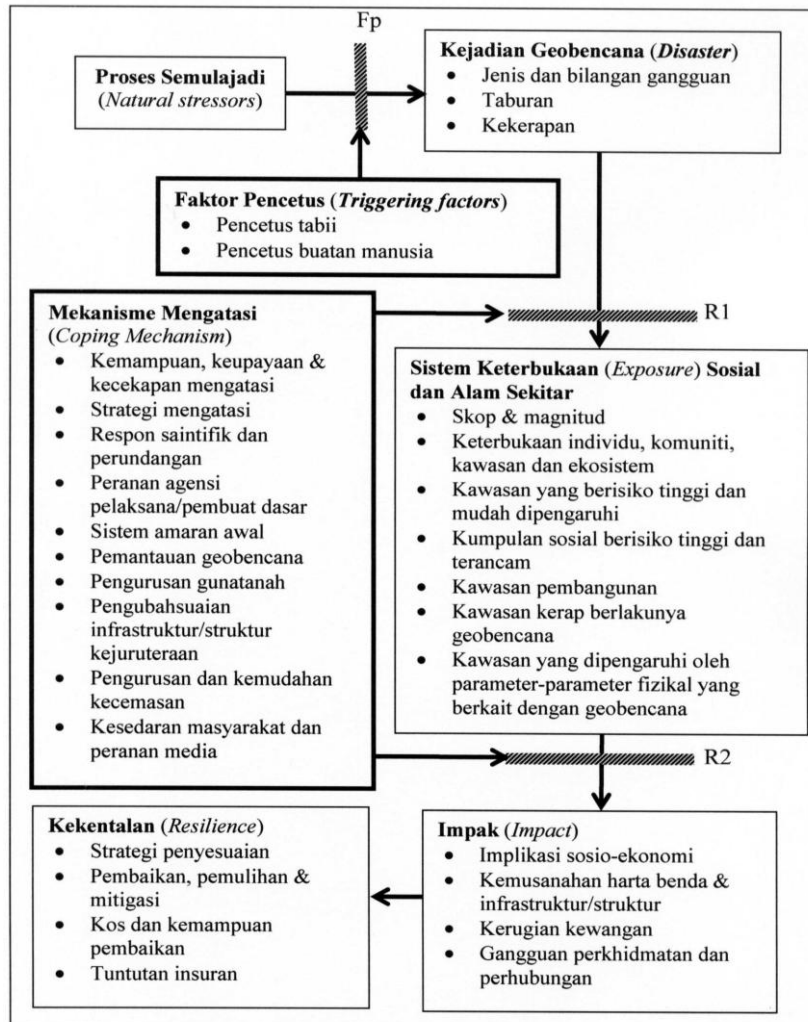 Fp
Proses Semulajadi
(Natural stressors)
Kejadian Geobencana (Disaster)
• Jenis dan bilangan gangguan
• Taburan
• Kekerapan
Faktor Pencetus (Triggering factors)
• Pencetus tabii
• Pencetus buatan manusia
Mekanisme Mengatasi
(Coping Mechanism)
• Kemampuan, keupayaan &
kecekapan mengatasi
• Strategi mengatasi
• Respon saintifik dan
perundangan
• Peranan agensi
pelaksana/pembuat dasar
• Sistem amaran awal
• Pemantauan geobencana
• Pengurusan gunatanah
• Pengubahsuaian
infrastruktur/struktur
kejuruteraan
• Pengurusan dan kemudahan
kecemasan
• Kesedaran masyarakat dan
peranan media
R1
Sistem Keterbukaan (Exposure) Sosial
dan Alam Sekitar
• Skop & magnitud
• Keterbukaan individu, komuniti,
kawasan dan ekosistem
• Kawasan yang berisiko tinggi dan
mudah dipengaruhi
• Kumpulan sosial berisiko tinggi dan
terancam
• Kawasan pembangunan
• Kawasan kerap berlakunya
geobencana
• Kawasan yang dipengaruhi oleh
parameter-parameter fizikal yang
berkait dengan geobencana
R2
Kekentalan (Resilience)
• Strategi penyesuaian
• Pembaikan, pemulihan &
mitigasi
• Kos dan kemampuan
pembaikan
• Tuntutan insuran
Impak (Impact)
• Implikasi sosio-ekonomi
• Kemusanahan harta benda &
infrastruktur/struktur
• Kerugian kewangan
• Gangguan perkhidmatan dan
perhubungan